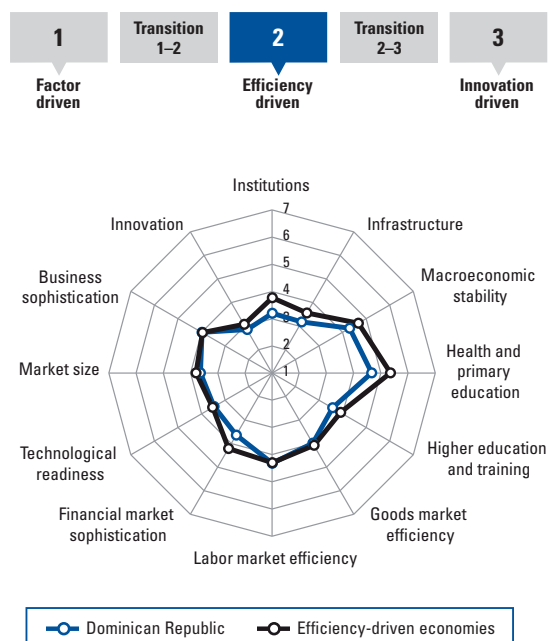 1
Transition
1–2
2
Transition
2–3
3
Factor
driven
Efficiency
driven
Innovation
driven
Institutions
7
Innovation
Infrastructure
6
5
Business
sophistication
Macroeconomic
stability
4
3
2
Market size
1
Health and
primary
education
Technological
readiness
Higher education
and training
Financial market
sophistication
Goods market
efficiency
Labor market efficiency
Dominican Republic
Efficiency-driven economies